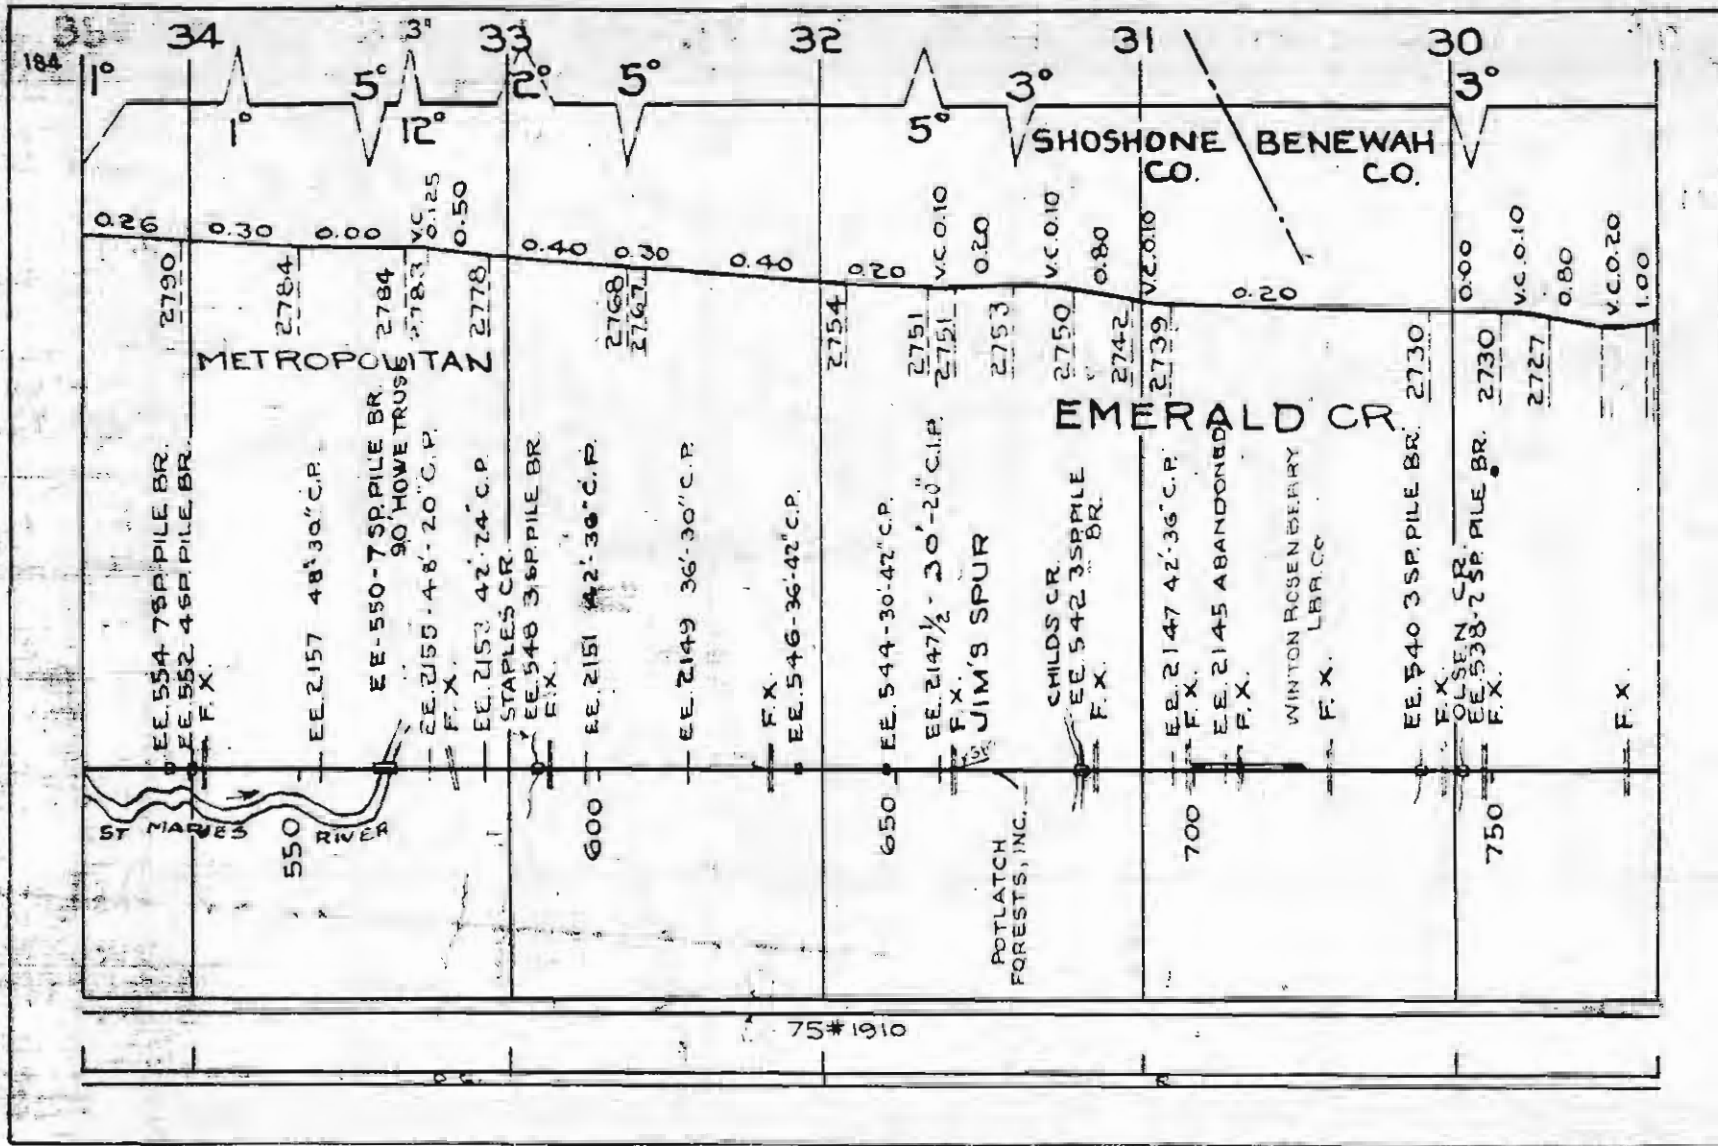 184
34
33
32
31
30
1°
1°
5°
3°
12°
2°
5°
5°
3°
3°
SHOSHONE CO.
BENEWAH CO.
0.26
0.30
0.00
V.C. 0.125
0.50
0.40
0.30
0.40
0.20
V.C.0.10
0.20
V.C.0.10
0.80
V.C.0.10
0.20
0.00
V.C.0.10
0.80
V.C.0.20
1.00
2790
2784
2784
2783
2778
2768
2767
2754
2751
2751
2753
2750
2742
2739
2730
2730
2727
METROPOLITAN
EMERALD CR.
EE.554 7SP.PILE BR.
EE.552 4SP.PILE BR.
F.X.
EE.2157 48'-30" C.P.
EE-550-7SP.PILE BR.
90' HOWE TRUSS
EE.2155-48'-20" C.P.
F.X.
EE.2153 42'-24" C.P.
STAPLES CR.
EE.548 3SP.PILE BR.
F.X.
EE.2151 42'-36" C.P.
EE.2149 36'-30" C.P.
F.X.
EE.546-36'-42" C.P.
EE.544-30'-42" C.P.
EE.2147½-30'-20" C.I.P.
F.X.
JIM'S SPUR
CHILDS CR.
EE.542 3SP.PILE BR.
F.X.
EE.2147 42'-36" C.P.
F.X.
EE.2145 ABANDONED
F.X.
WINTON ROSENBERRY
LBR.CO
F.X.
EE.540 3SP.PILE BR.
F.X.
OLSEN CR.
EE.538-2 SP.PILE BR.
F.X.
F.X.
ST MARIES RIVER
550
600
650
700
750
POTLATCH
FORESTS, INC.
75#1910